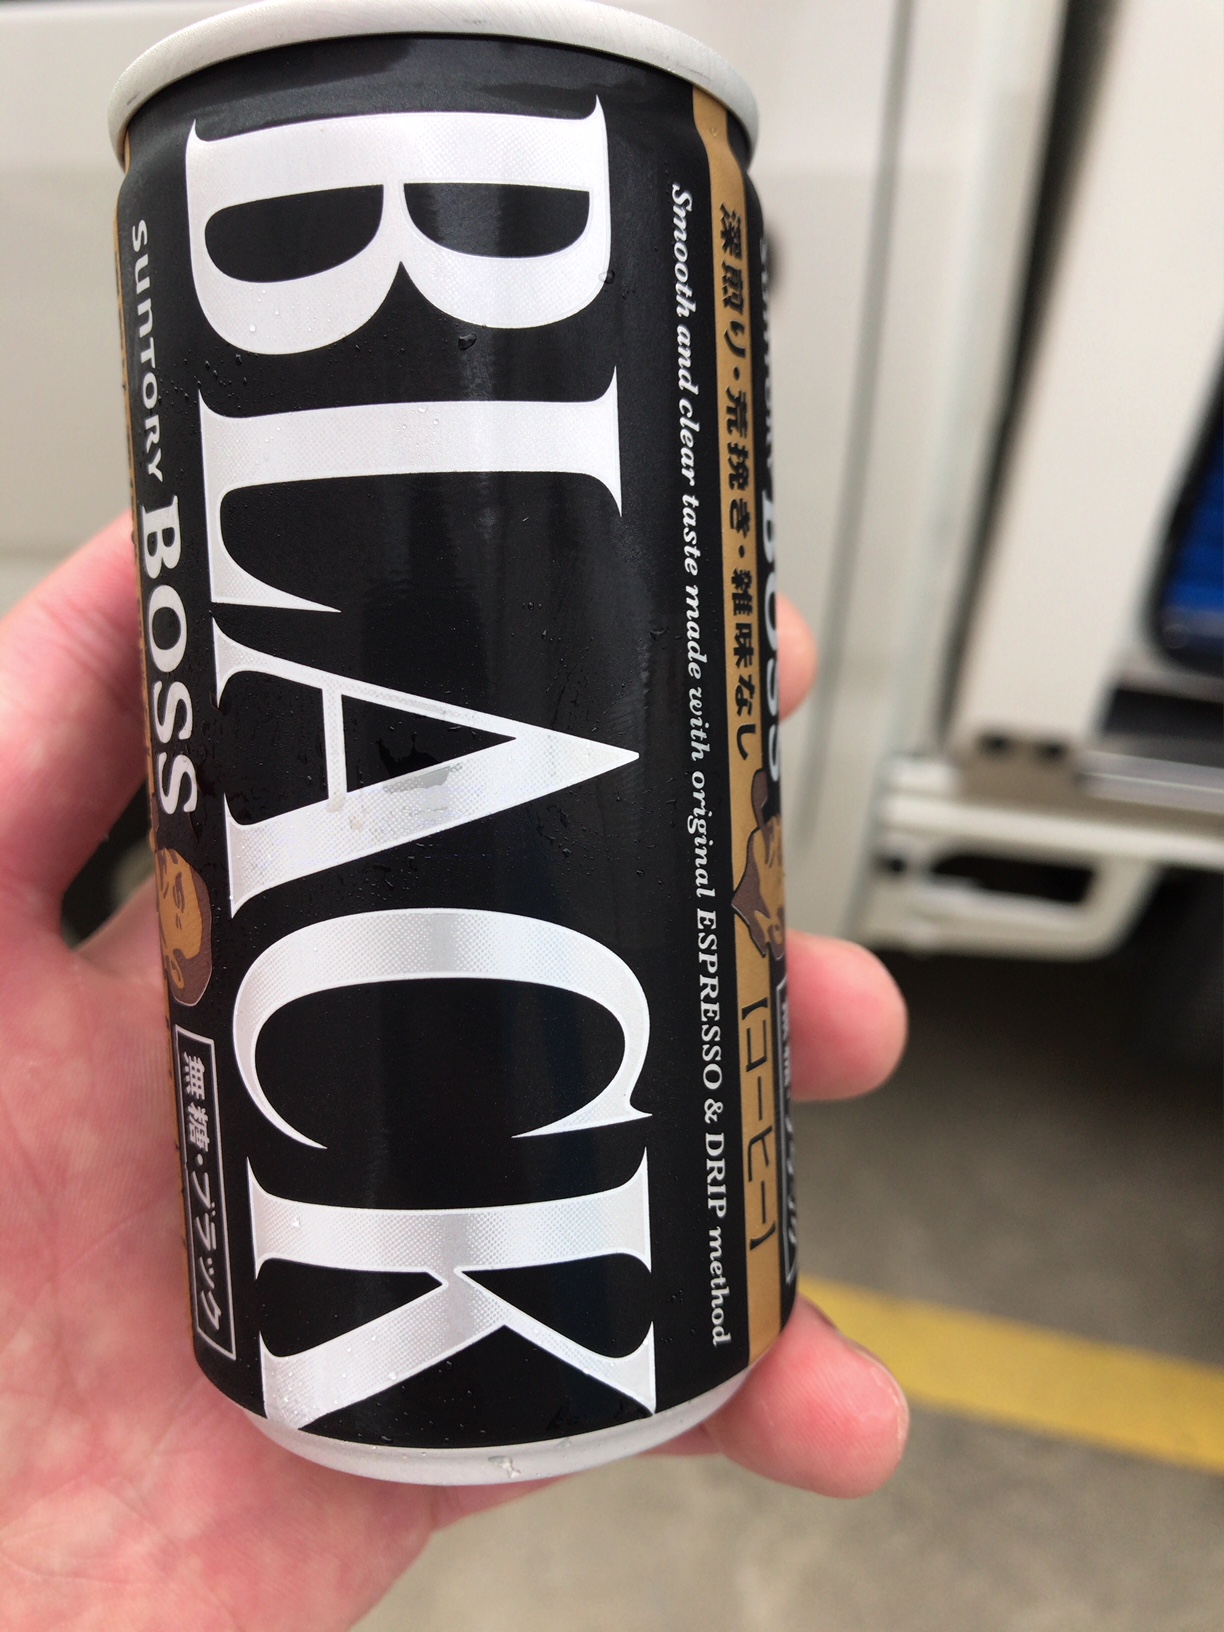 深煎り・荒挽き・雑味なし 【コーヒー】
Smooth and clear taste made with original ESPRESSO & DRIP method
BLACK
SUNTORY BOSS 無糖・ブラック
BOSS